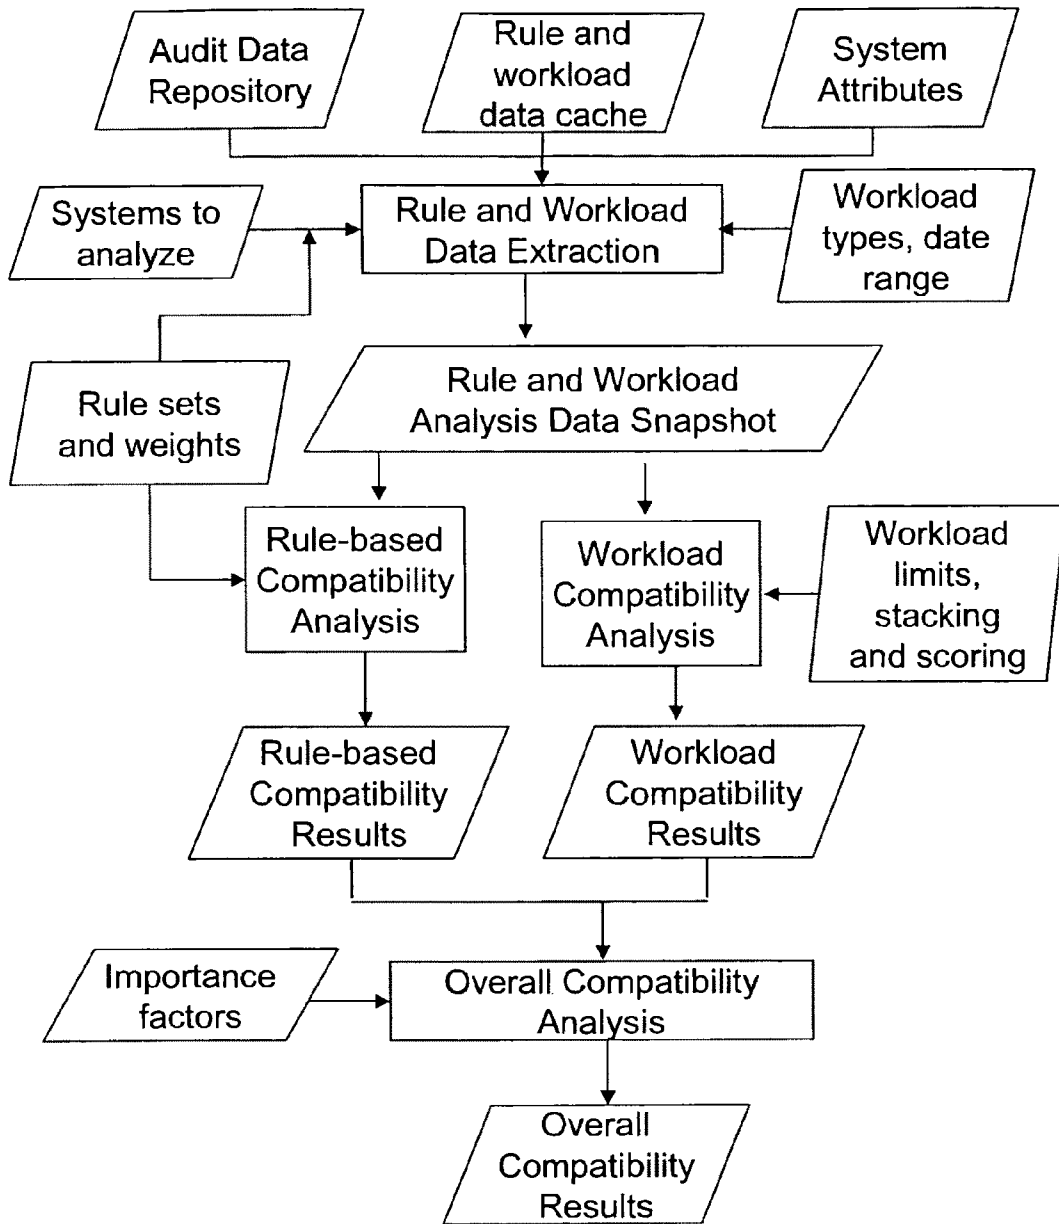 Audit Data
Repository
Rule and
workload
data cache
System
Attributes
Systems to
analyze
Rule and Workload
Data Extraction
Workload
types, date
range
Rule sets
and weights
Rule and Workload
Analysis Data Snapshot
Rule-based
Compatibility
Analysis
Workload
Compatibility
Analysis
Workload
limits,
stacking
and scoring
Rule-based
Compatibility
Results
Workload
Compatibility
Results
Importance
factors
Overall Compatibility
Analysis
Overall
Compatibility
Results